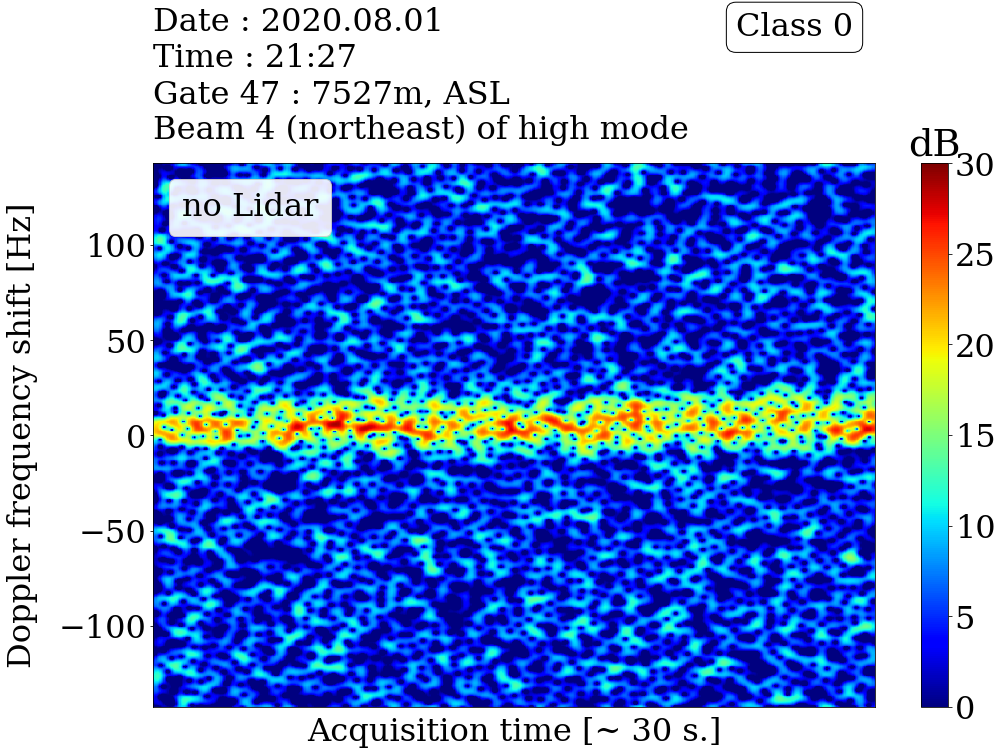 Date : 2020.08.01
Time : 21:27
Gate 47 : 7527m, ASL
Beam 4 (northeast) of high mode
Class 0
dB
no Lidar
Doppler frequency shift [Hz]
100
50
0
−50
−100
30
25
20
15
10
5
0
Acquisition time [~ 30 s.]